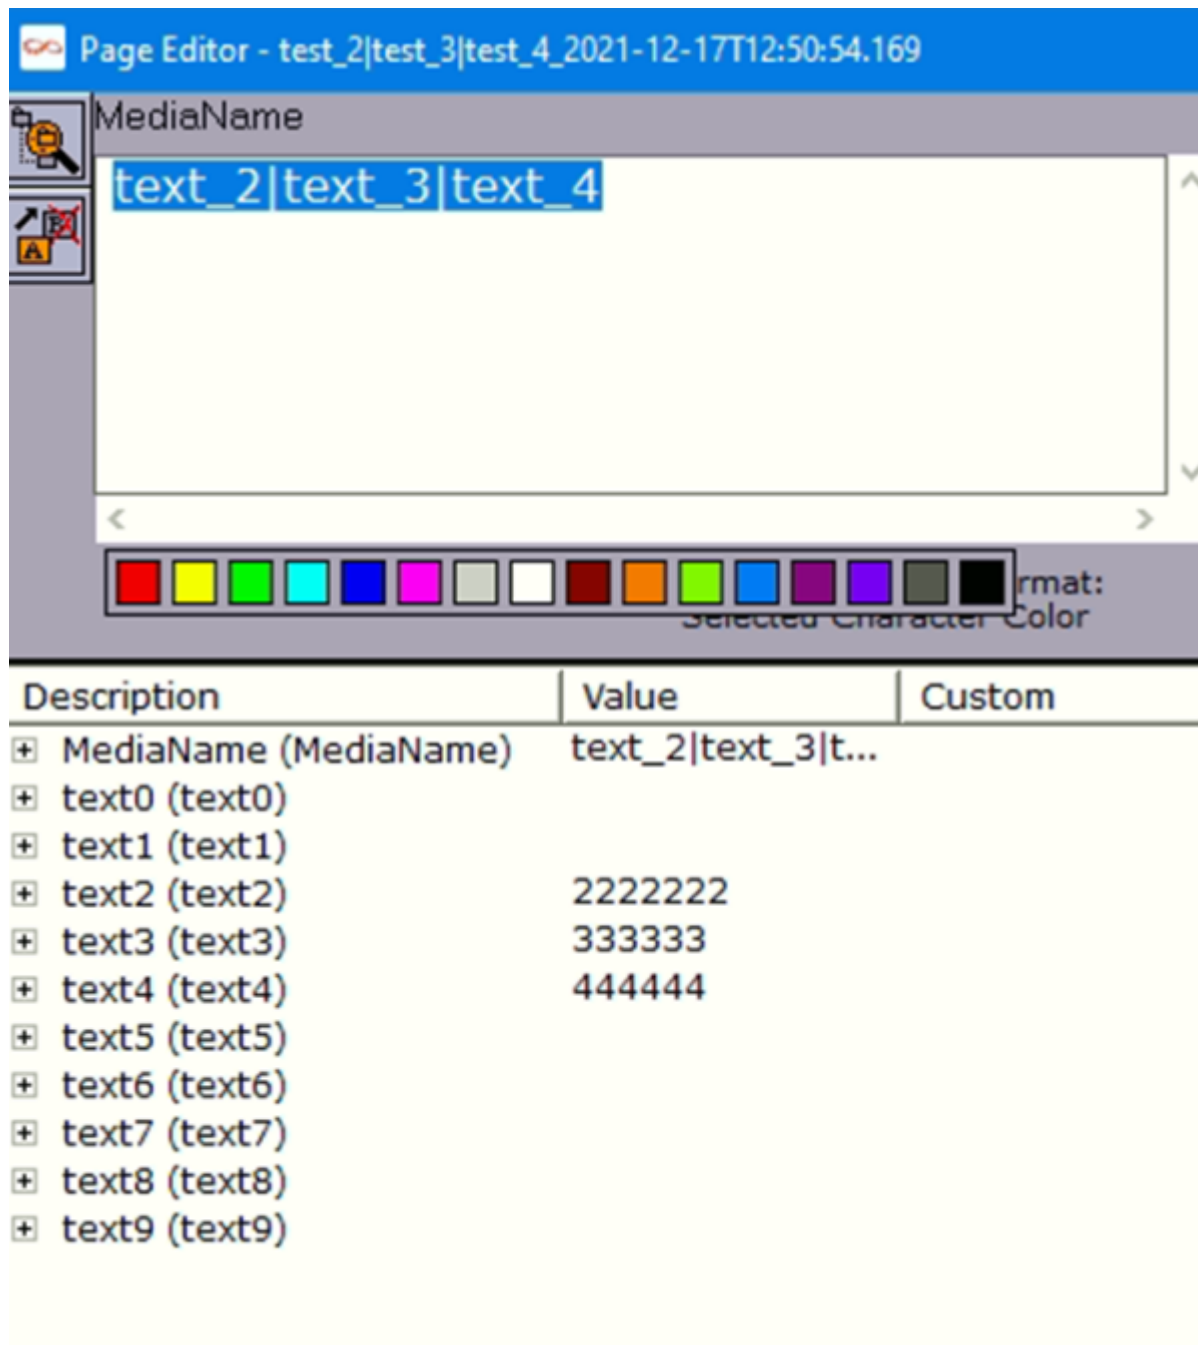 Page Editor - test_2|test_3|test_4_2021-12-17T12:50:54.169
MediaName
text_2|text_3|text_4
rmat:
Selected Character Color
Description Value Custom
MediaName (MediaName) text_2|text_3|t...
text0 (text0)
text1 (text1)
text2 (text2) 2222222
text3 (text3) 333333
text4 (text4) 444444
text5 (text5)
text6 (text6)
text7 (text7)
text8 (text8)
text9 (text9)